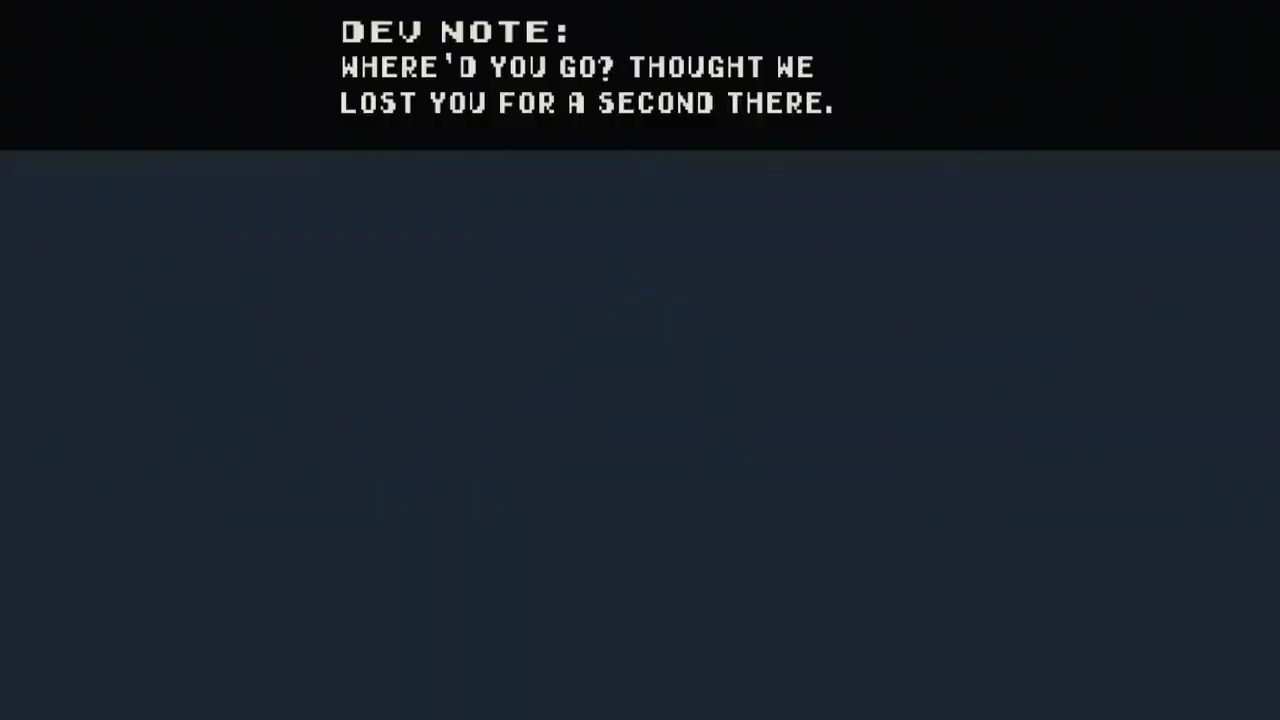 DEV NOTE:
WHERE'D YOU GO? THOUGHT WE
LOST YOU FOR A SECOND THERE.